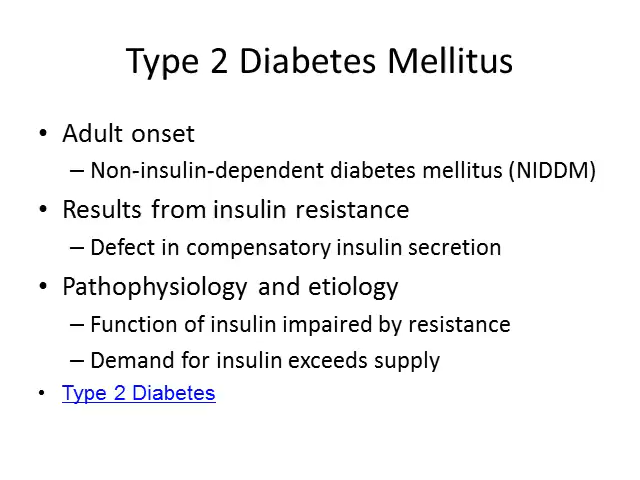 Type 2 Diabetes Mellitus
• Adult onset
– Non-insulin-dependent diabetes mellitus (NIDDM)
• Results from insulin resistance
– Defect in compensatory insulin secretion
• Pathophysiology and etiology
– Function of insulin impaired by resistance
– Demand for insulin exceeds supply
• Type 2 Diabetes